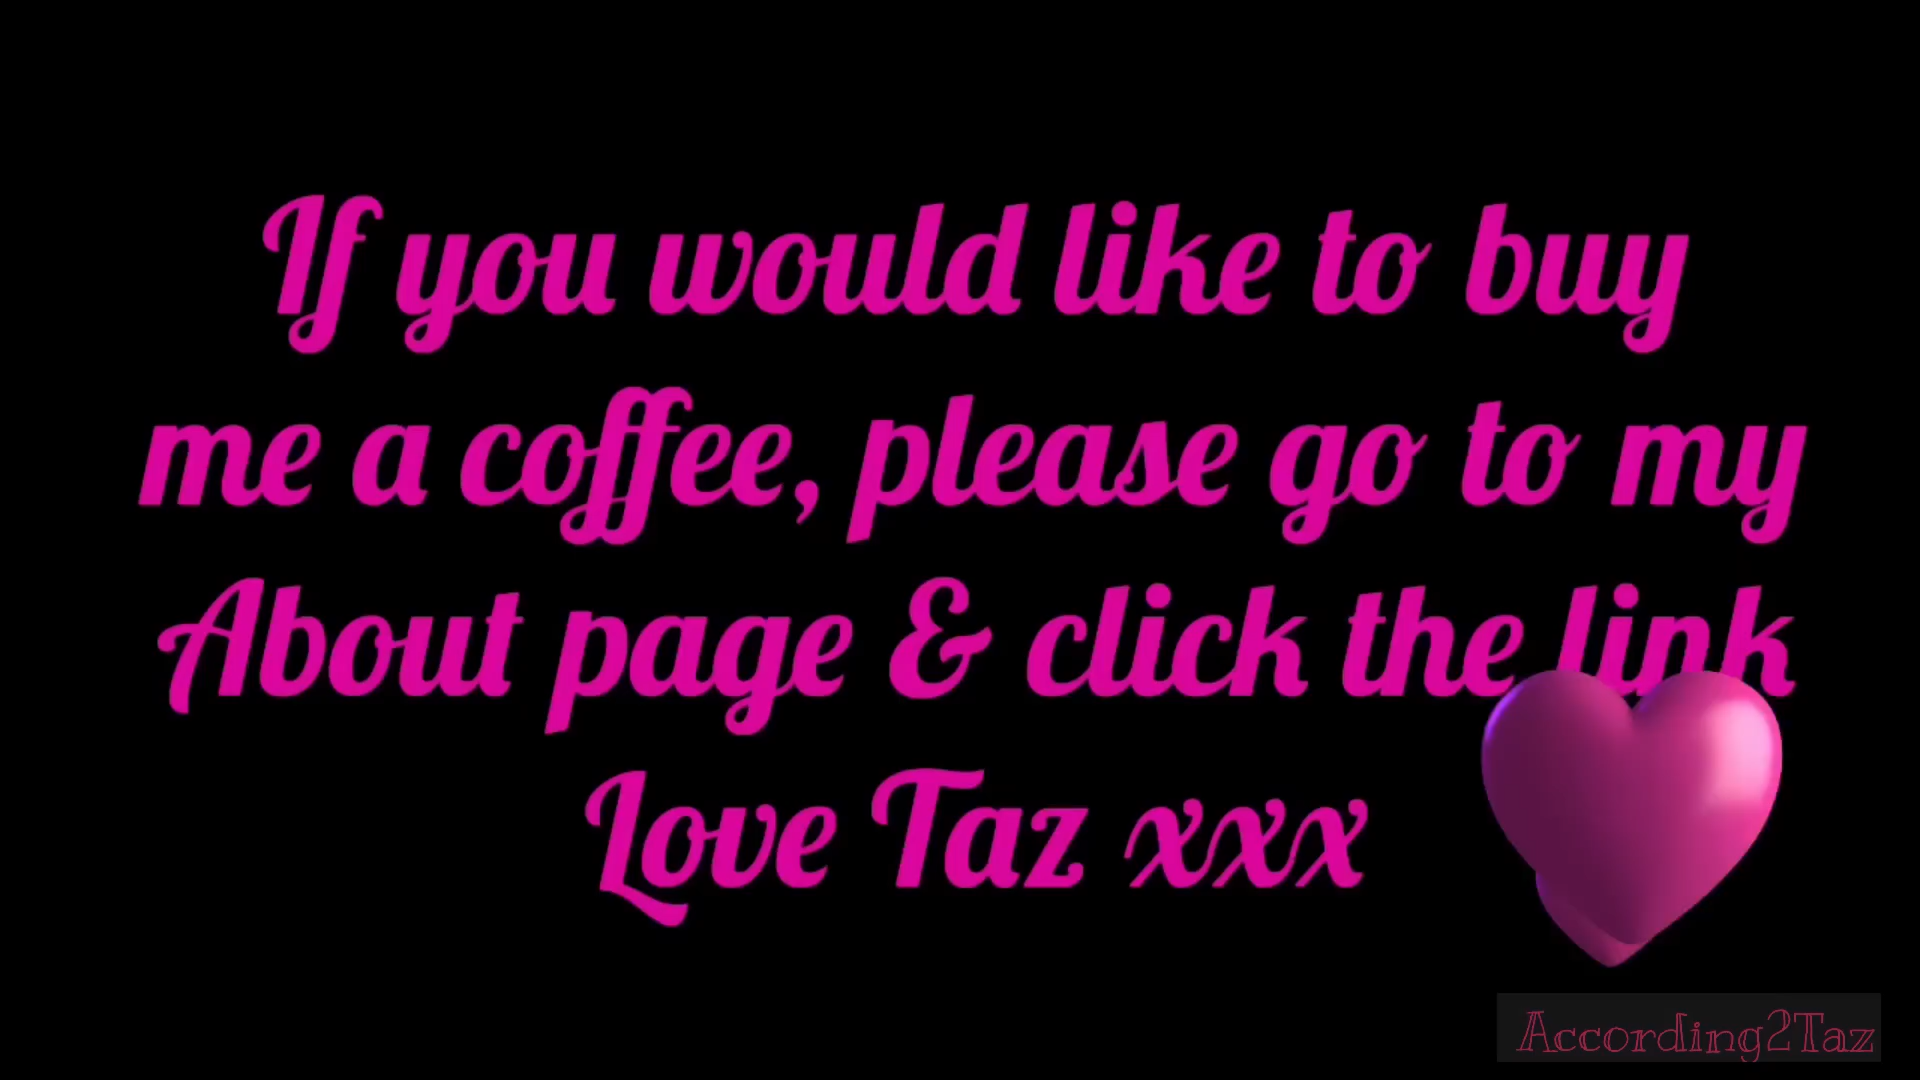 If you would like to buy
me a coffee, please go to my
About page & click the link
Love Taz xxx
According2Taz